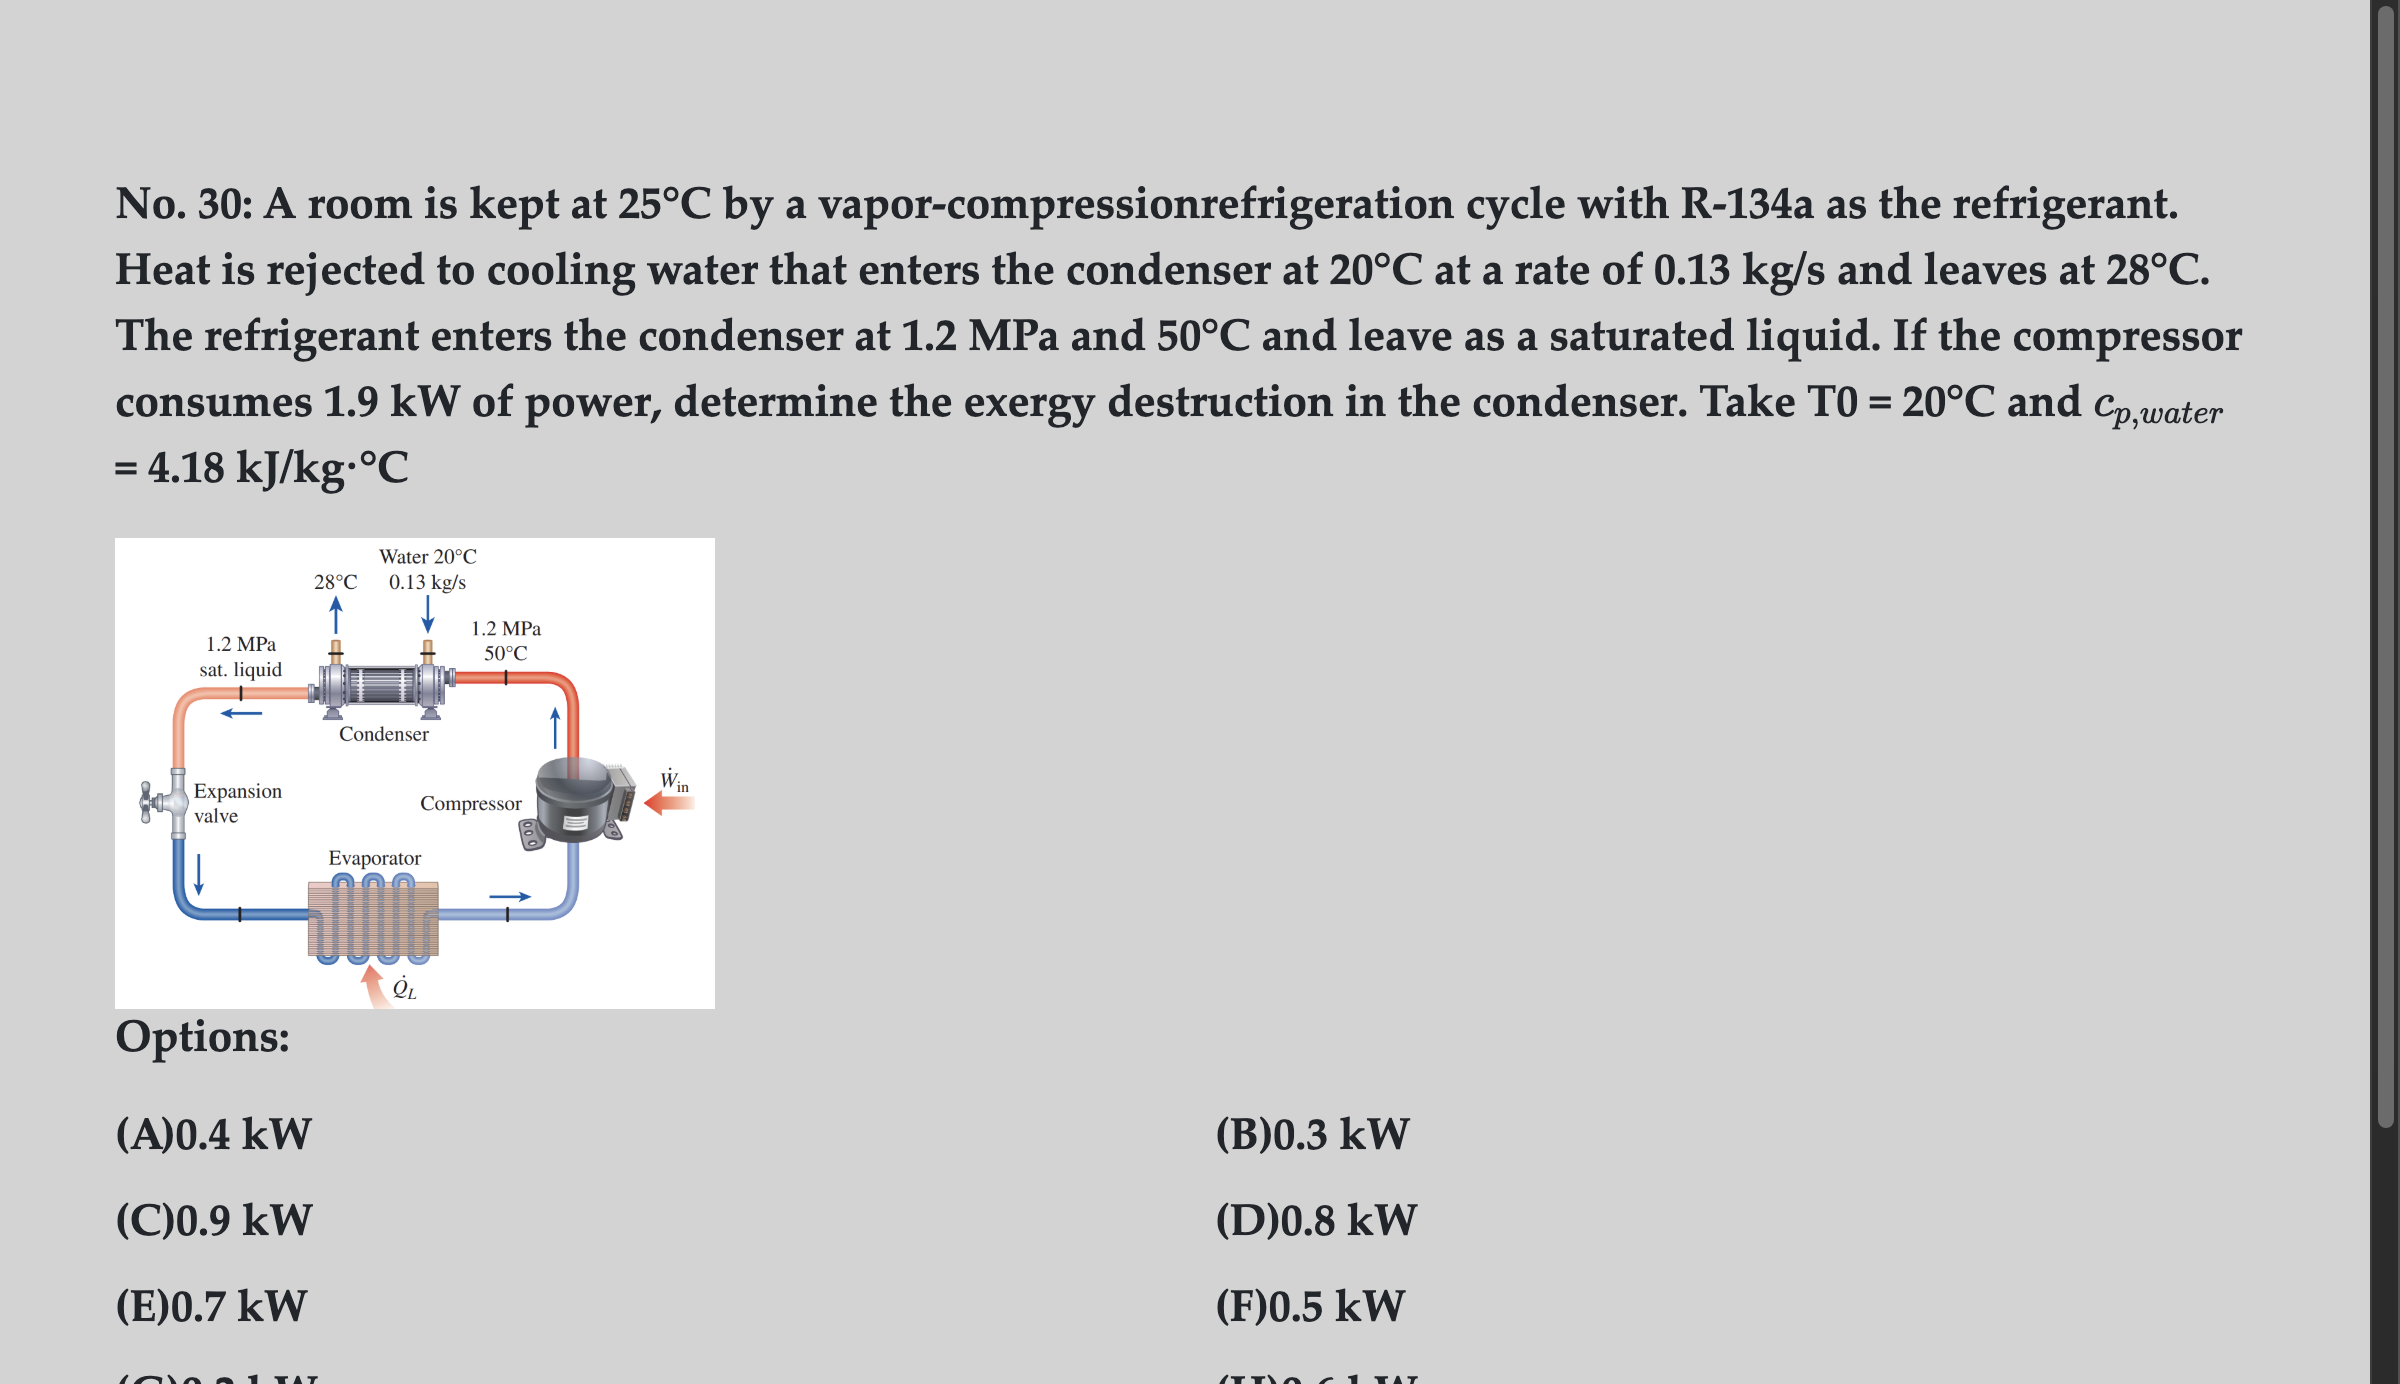 No. 30: A room is kept at 25°C by a vapor-compressionrefrigeration cycle with R-134a as the refrigerant.
Heat is rejected to cooling water that enters the condenser at 20°C at a rate of 0.13 kg/s and leaves at 28°C.
The refrigerant enters the condenser at 1.2 MPa and 50°C and leave as a saturated liquid. If the compressor
consumes 1.9 kW of power, determine the exergy destruction in the condenser. Take T0 = 20°C and c_{p,water}
= 4.18 kJ/kg·°C
Water 20°C
28°C 0.13 kg/s
1.2 MPa
50°C
1.2 MPa
sat. liquid
Condenser
Ẇin
Expansion
valve
Compressor
Evaporator
Q̇L
Options:
(A)0.4 kW
(B)0.3 kW
(C)0.9 kW
(D)0.8 kW
(E)0.7 kW
(F)0.5 kW